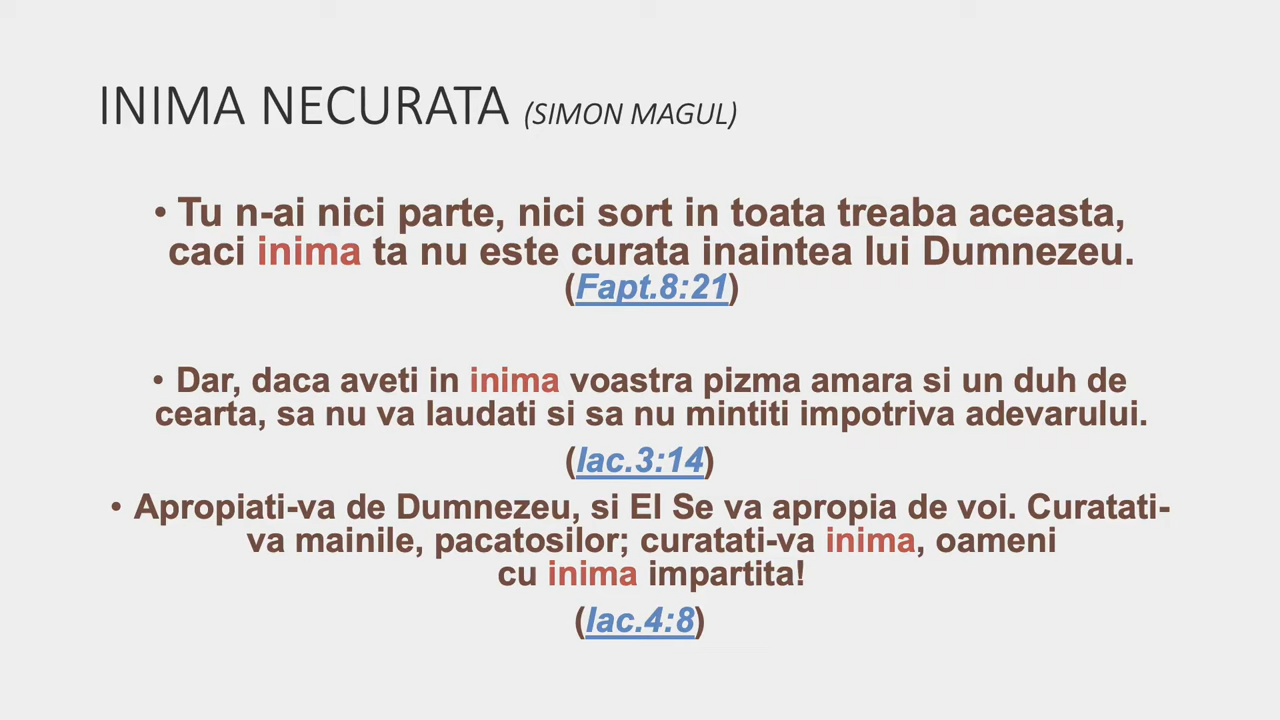 INIMA NECURATA (SIMON MAGUL)
• Tu n-ai nici parte, nici sort in toata treaba aceasta,
caci inima ta nu este curata inaintea lui Dumnezeu.
(Fapt.8:21)
• Dar, daca aveti in inima voastra pizma amara si un duh de
cearta, sa nu va laudati si sa nu mintiti impotriva adevarului.
(Iac.3:14)
• Apropiati-va de Dumnezeu, si El Se va apropia de voi. Curatati-
va mainile, pacatosilor; curatati-va inima, oameni
cu inima impartita!
(Iac.4:8)